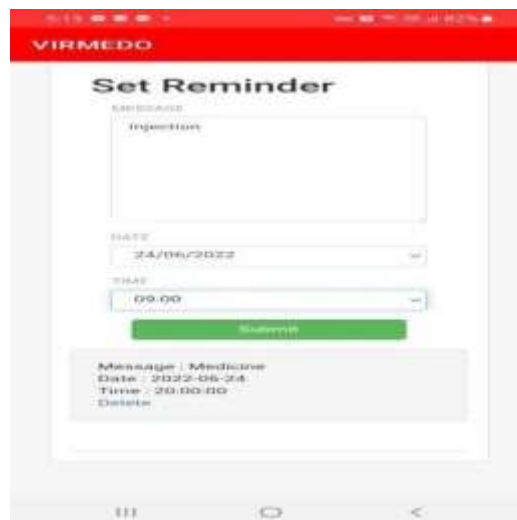 VIRMEDO
Set Reminder
MESSAGE
Injection
DATE
24/06/2022
TIME
09:00
Submit
Message : Medicine
Date : 2022-06-24
Time : 20:00:00
Delete